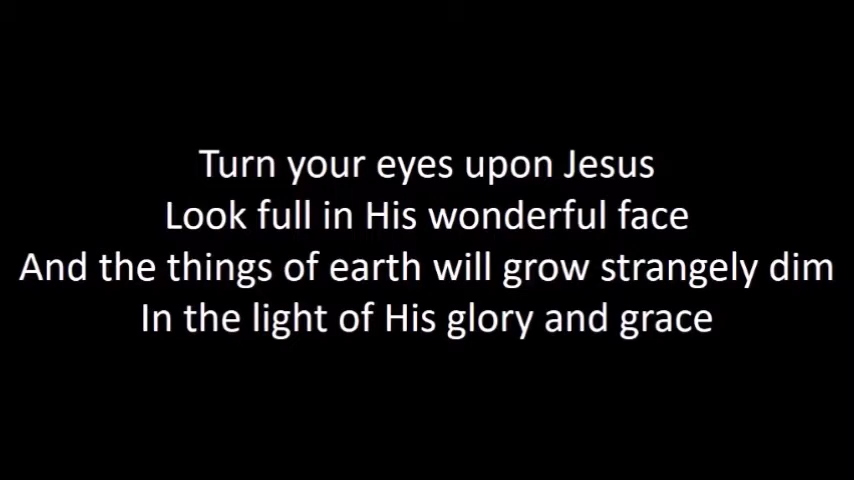 Turn your eyes upon Jesus
Look full in His wonderful face
And the things of earth will grow strangely dim
In the light of His glory and grace